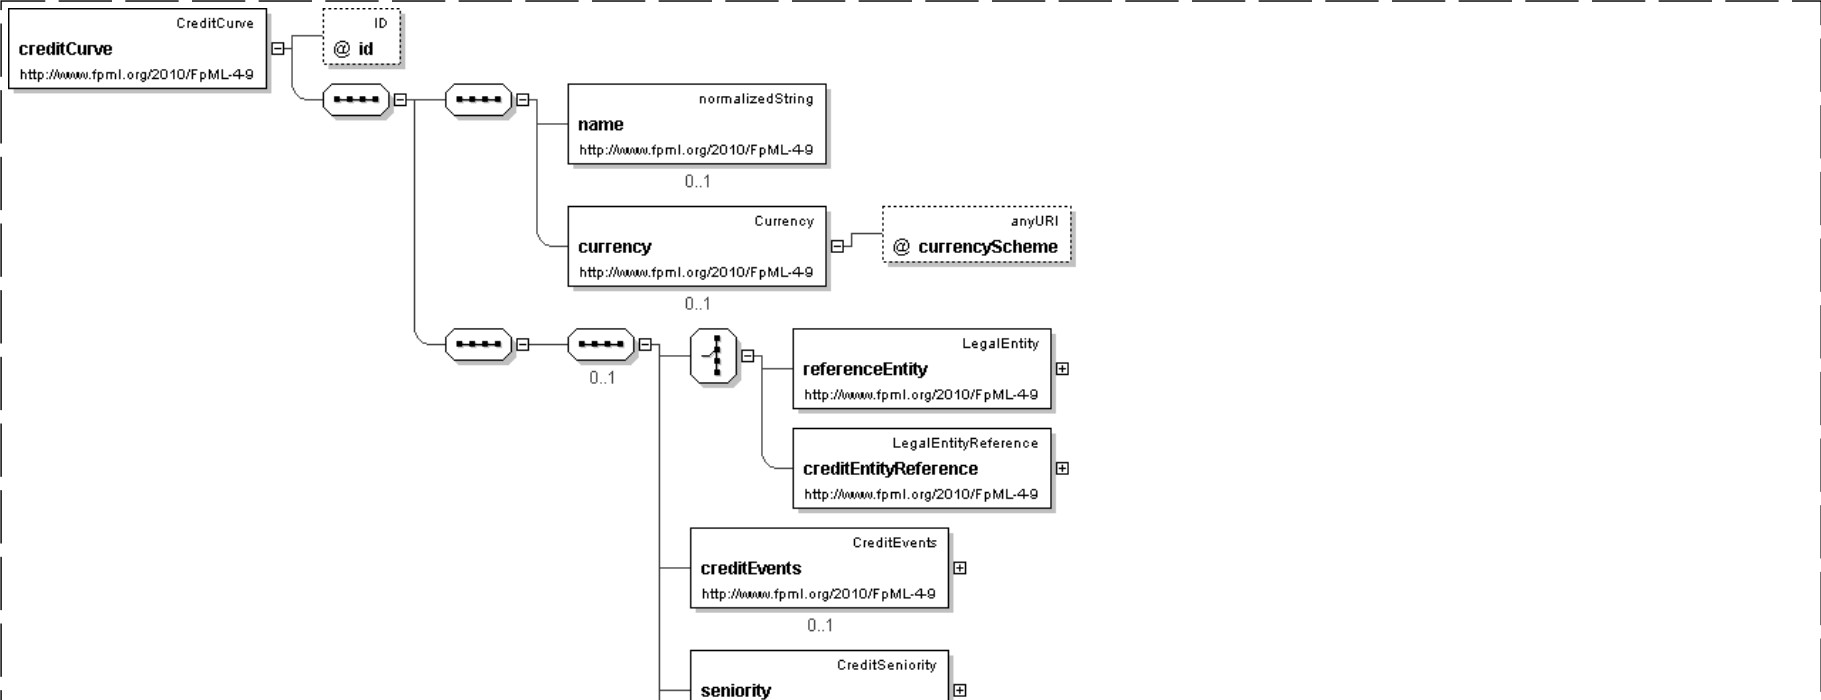 CreditCurve
creditCurve
http://www.fpml.org/2010/FpML-4-9
ID
@ id
normalizedString
name
http://www.fpml.org/2010/FpML-4-9
0..1
Currency
currency
http://www.fpml.org/2010/FpML-4-9
0..1
anyURI
@ currencyScheme
0..1
LegalEntity
referenceEntity
http://www.fpml.org/2010/FpML-4-9
LegalEntityReference
creditEntityReference
http://www.fpml.org/2010/FpML-4-9
CreditEvents
creditEvents
http://www.fpml.org/2010/FpML-4-9
0..1
CreditSeniority
seniority